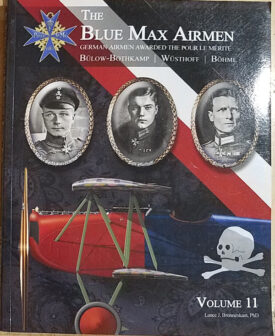 The
Blue Max Airmen
German Airmen Awarded the Pour le Mérite
Bülow-Bothkamp | Wüsthoff | Böhme
Volume 11
Lance J. Bronnenkant, PhD